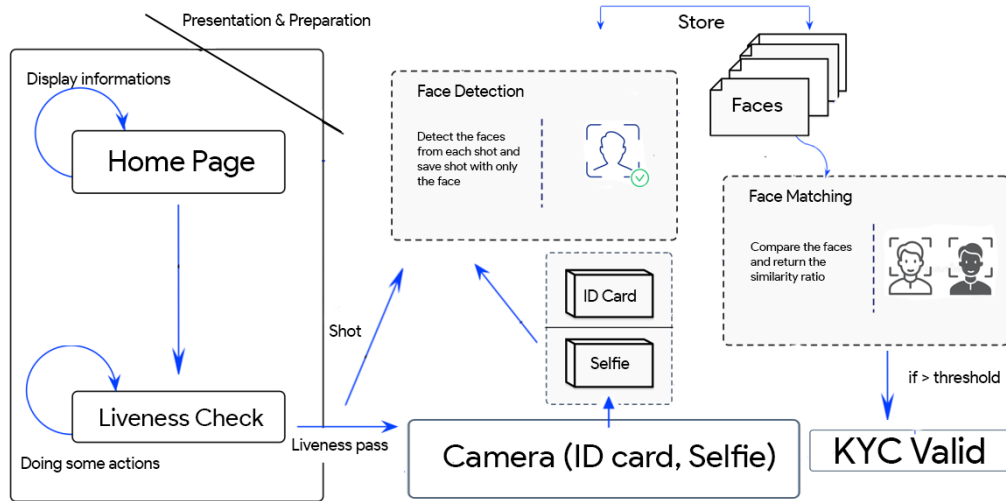 Presentation & Preparation
Display informations
Home Page
Liveness Check
Doing some actions
Shot
Liveness pass
Face Detection
Detect the faces
from each shot and
save shot with only
the face
Store
Faces
Face Matching
Compare the faces
and return the
similarity ratio
ID Card
Selfie
Camera (ID card, Selfie)
if > threshold
KYC Valid